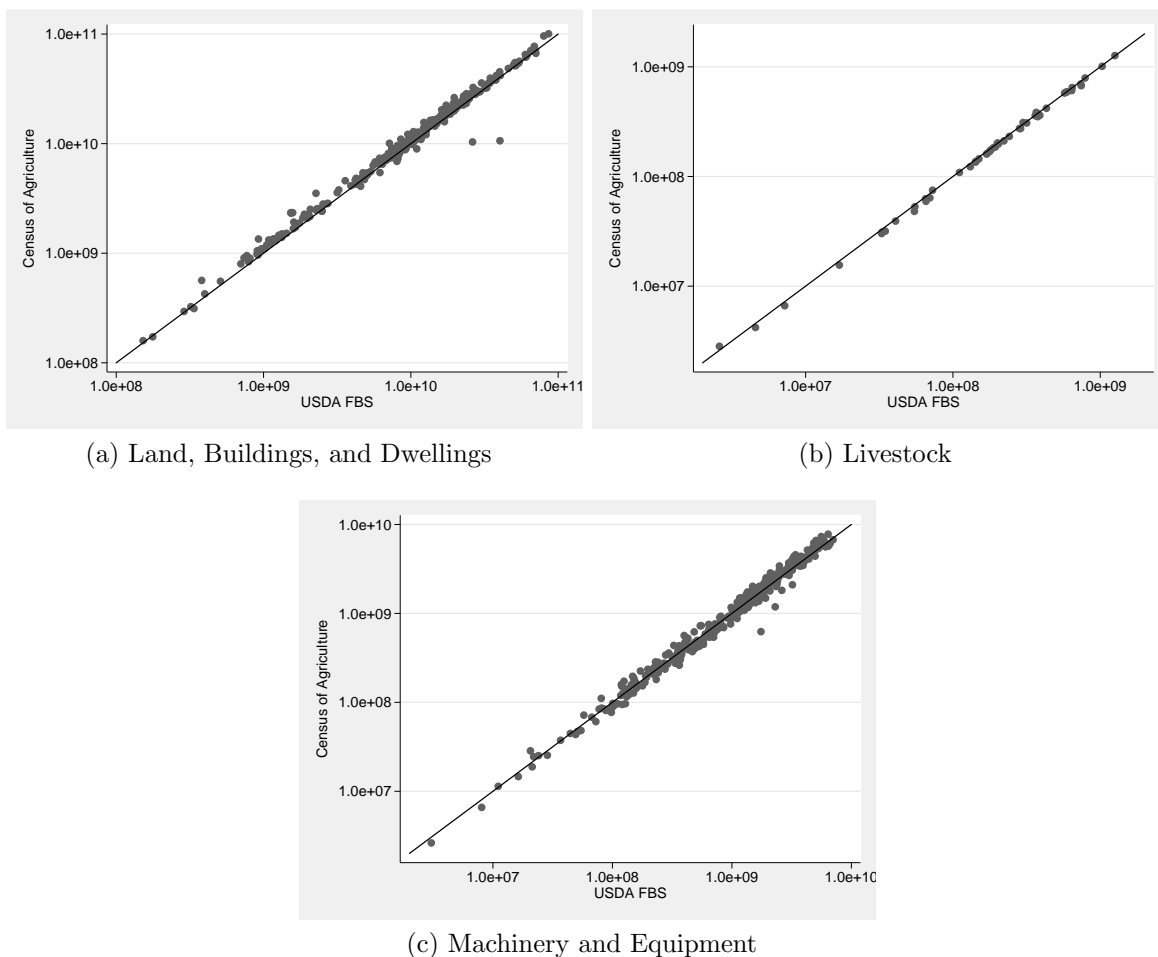 1.0e+11
1.0e+10
1.0e+09
1.0e+08
Census of Agriculture
1.0e+08 1.0e+09 1.0e+10 1.0e+11
USDA FBS
(a) Land, Buildings, and Dwellings
1.0e+09
1.0e+08
1.0e+07
Census of Agriculture
1.0e+07 1.0e+08 1.0e+09
USDA FBS
(b) Livestock
1.0e+10
1.0e+09
1.0e+08
1.0e+07
Census of Agriculture
1.0e+07 1.0e+08 1.0e+09 1.0e+10
USDA FBS
(c) Machinery and Equipment